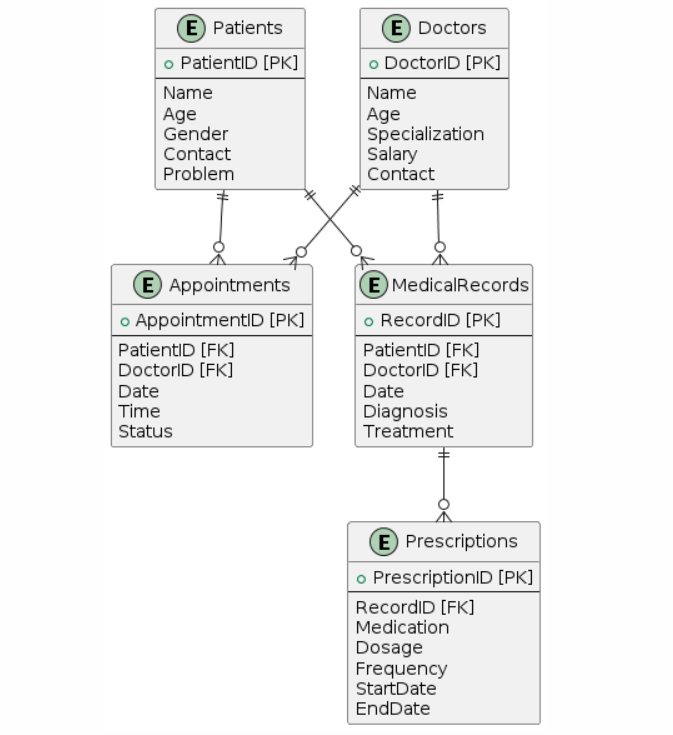 E Patients
PatientID [PK]
Name
Age
Gender
Contact
Problem
E Doctors
DoctorID [PK]
Name
Age
Specialization
Salary
Contact
E Appointments
AppointmentID [PK]
PatientID [FK]
DoctorID [FK]
Date
Time
Status
E MedicalRecords
RecordID [PK]
PatientID [FK]
DoctorID [FK]
Date
Diagnosis
Treatment
E Prescriptions
PrescriptionID [PK]
RecordID [FK]
Medication
Dosage
Frequency
StartDate
EndDate